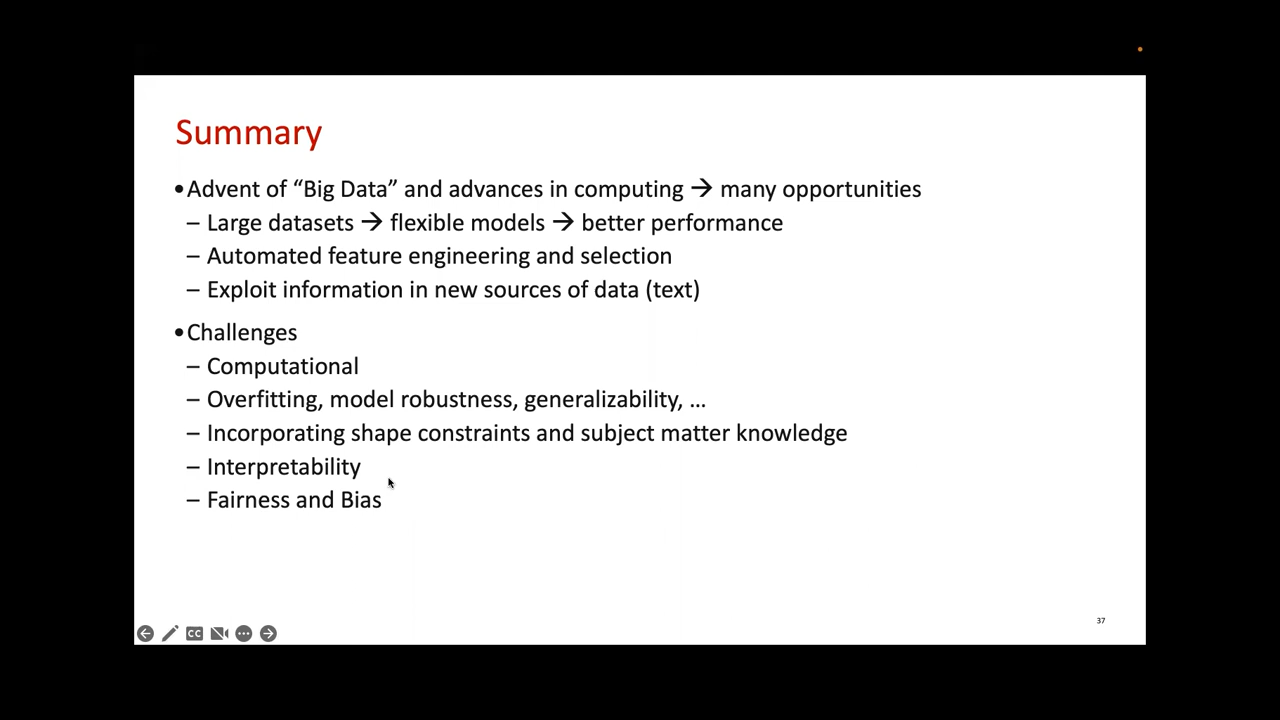 Summary
•Advent of “Big Data” and advances in computing → many opportunities
– Large datasets → flexible models → better performance
– Automated feature engineering and selection
– Exploit information in new sources of data (text)
•Challenges
– Computational
– Overfitting, model robustness, generalizability, ...
– Incorporating shape constraints and subject matter knowledge
– Interpretability
– Fairness and Bias
37
CC